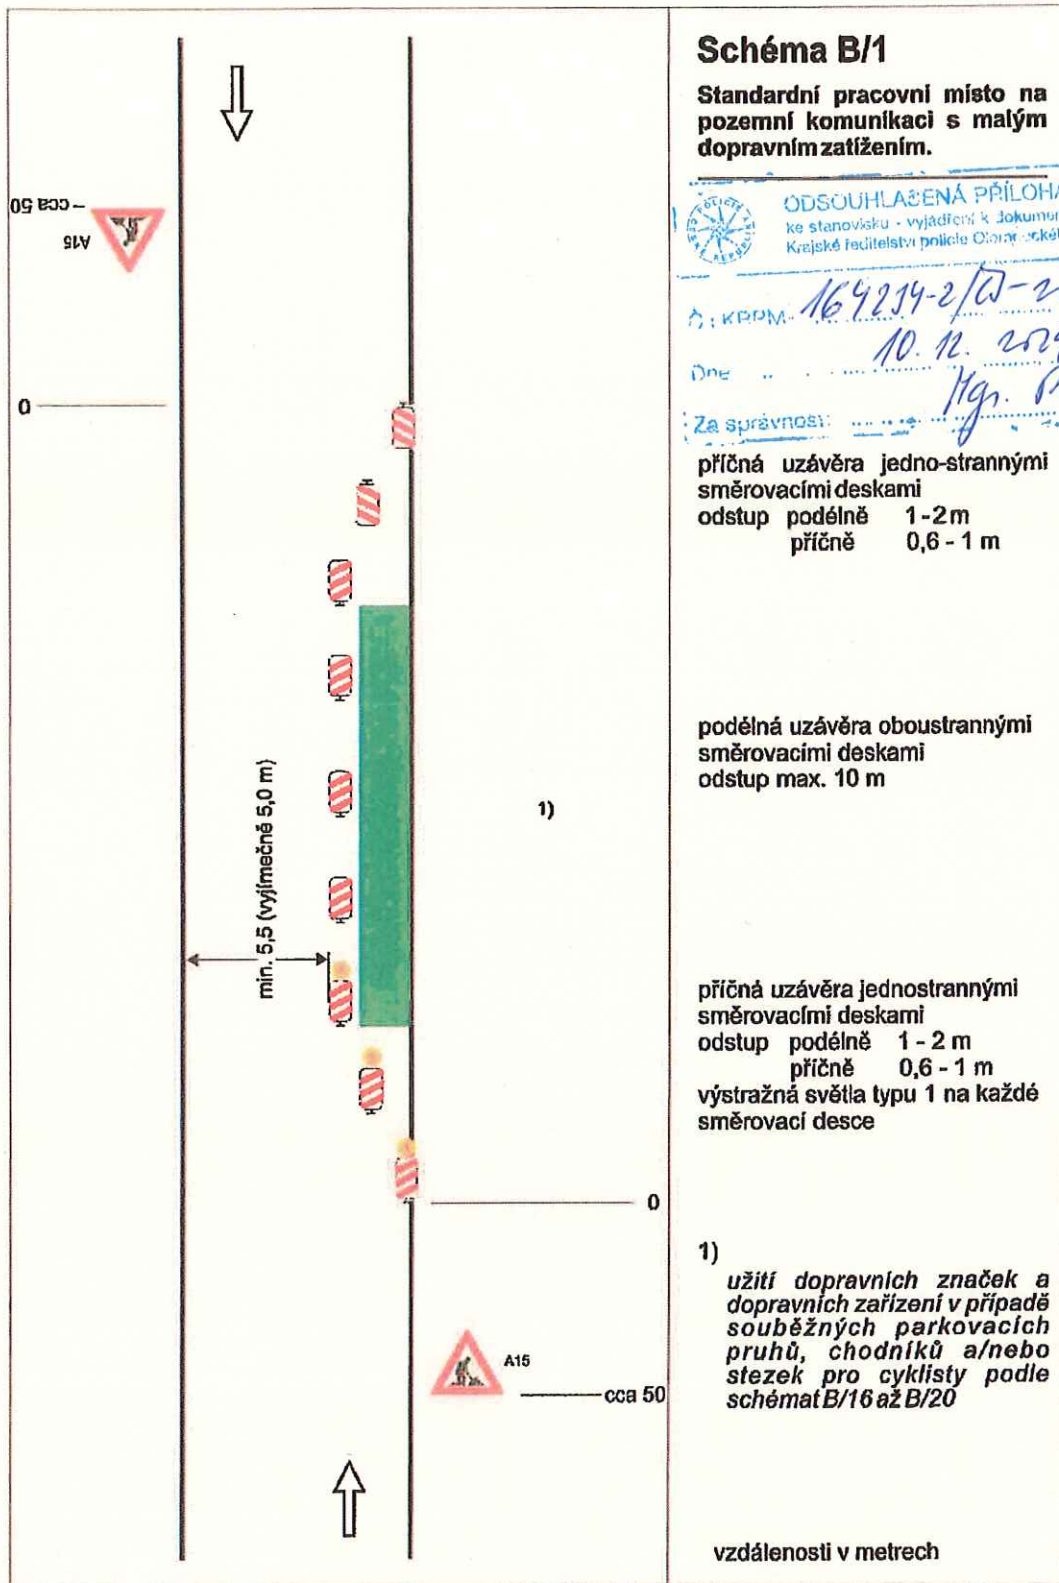 Schéma B/1
Standardní pracovni místo na
pozemní komunikaci s malým
dopravním zatížením.
ODSOUHLASENÁ PŘÍLOHA
ke stanovisku - vyjádření k
Krajské ředitelství policie
POLICIE
REPUBLIKY
Č.j. KRPM-
10. 12.
Dne
Mgr.
Za správnost:
příčná uzávěra jedno-strannými
směrovacími deskami
odstup podélně 1-2 m
příčně 0,6 - 1 m
podélná uzávěra oboustrannými
směrovacími deskami
odstup max. 10 m
příčná uzávěra jednostrannými
směrovacími deskami
odstup podélně 1 - 2 m
příčně 0,6 - 1 m
výstražná světla typu 1 na každé
směrovací desce
1)
užití dopravních značek a
dopravních zařízení v případě
souběžných parkovacích
pruhů, chodníků a/nebo
stezek pro cyklisty podle
schémat B/16 až B/20
vzdálenosti v metrech
cca 50
A15
0
min. 5,5 (vyjímečně 5,0 m)
1)
0
A15
cca 50